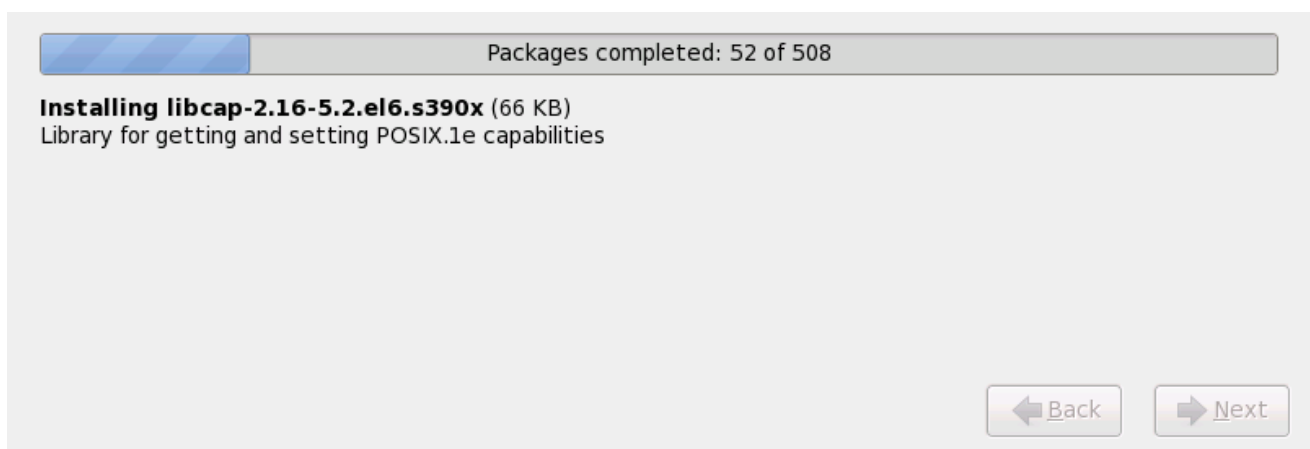 Packages completed: 52 of 508
Installing libcap-2.16-5.2.el6.s390x (66 KB)
Library for getting and setting POSIX.1e capabilities
Back
Next